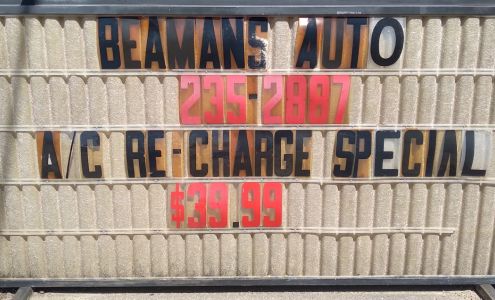 BEAMANS AUTO
235-2887
A/C RE-CHARGE SPECIAL
$39.99